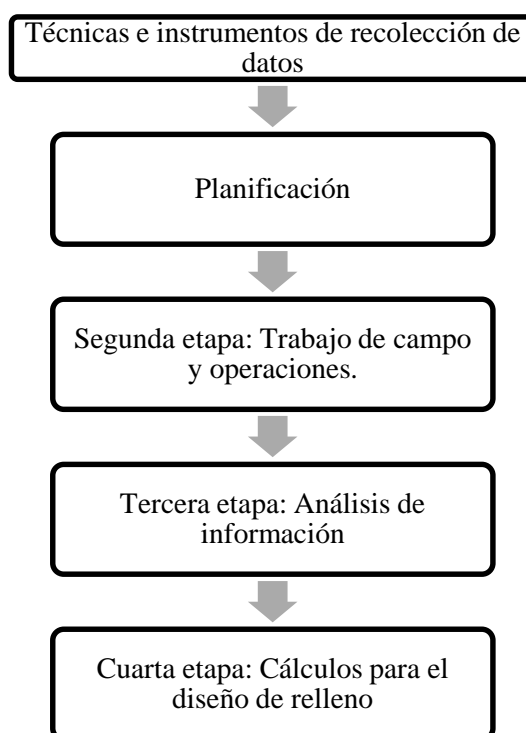 Técnicas e instrumentos de recolección de
datos
Planificación
Segunda etapa: Trabajo de campo
y operaciones.
Tercera etapa: Análisis de
información
Cuarta etapa: Cálculos para el
diseño de relleno